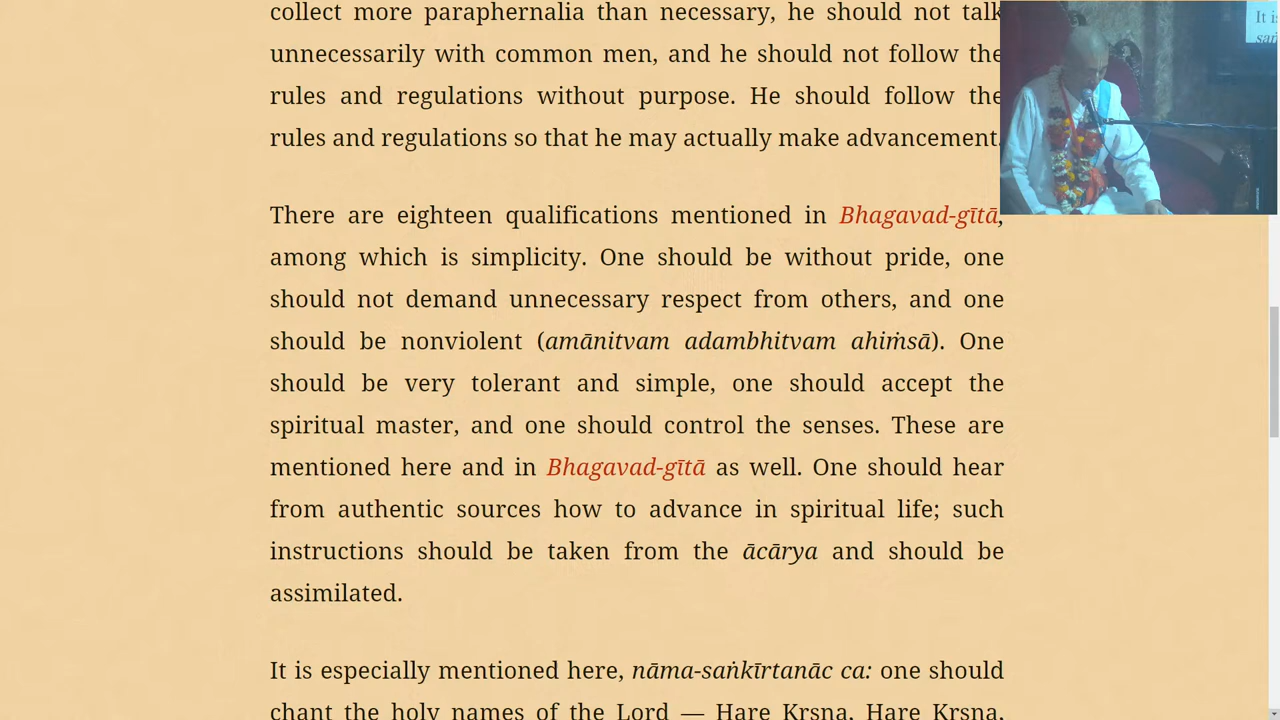 collect more paraphernalia than necessary, he should not talk
unnecessarily with common men, and he should not follow the
rules and regulations without purpose. He should follow the
rules and regulations so that he may actually make advancement.
There are eighteen qualifications mentioned in Bhagavad-gītā,
among which is simplicity. One should be without pride, one
should not demand unnecessary respect from others, and one
should be nonviolent (amānitvam adambhitvam ahiṁsā). One
should be very tolerant and simple, one should accept the
spiritual master, and one should control the senses. These are
mentioned here and in Bhagavad-gītā as well. One should hear
from authentic sources how to advance in spiritual life; such
instructions should be taken from the ācārya and should be
assimilated.
It is especially mentioned here, nāma-saṅkīrtanāc ca: one should
chant the holy names of the Lord — Hare Kṛṣṇa, Hare Kṛṣṇa,
It is